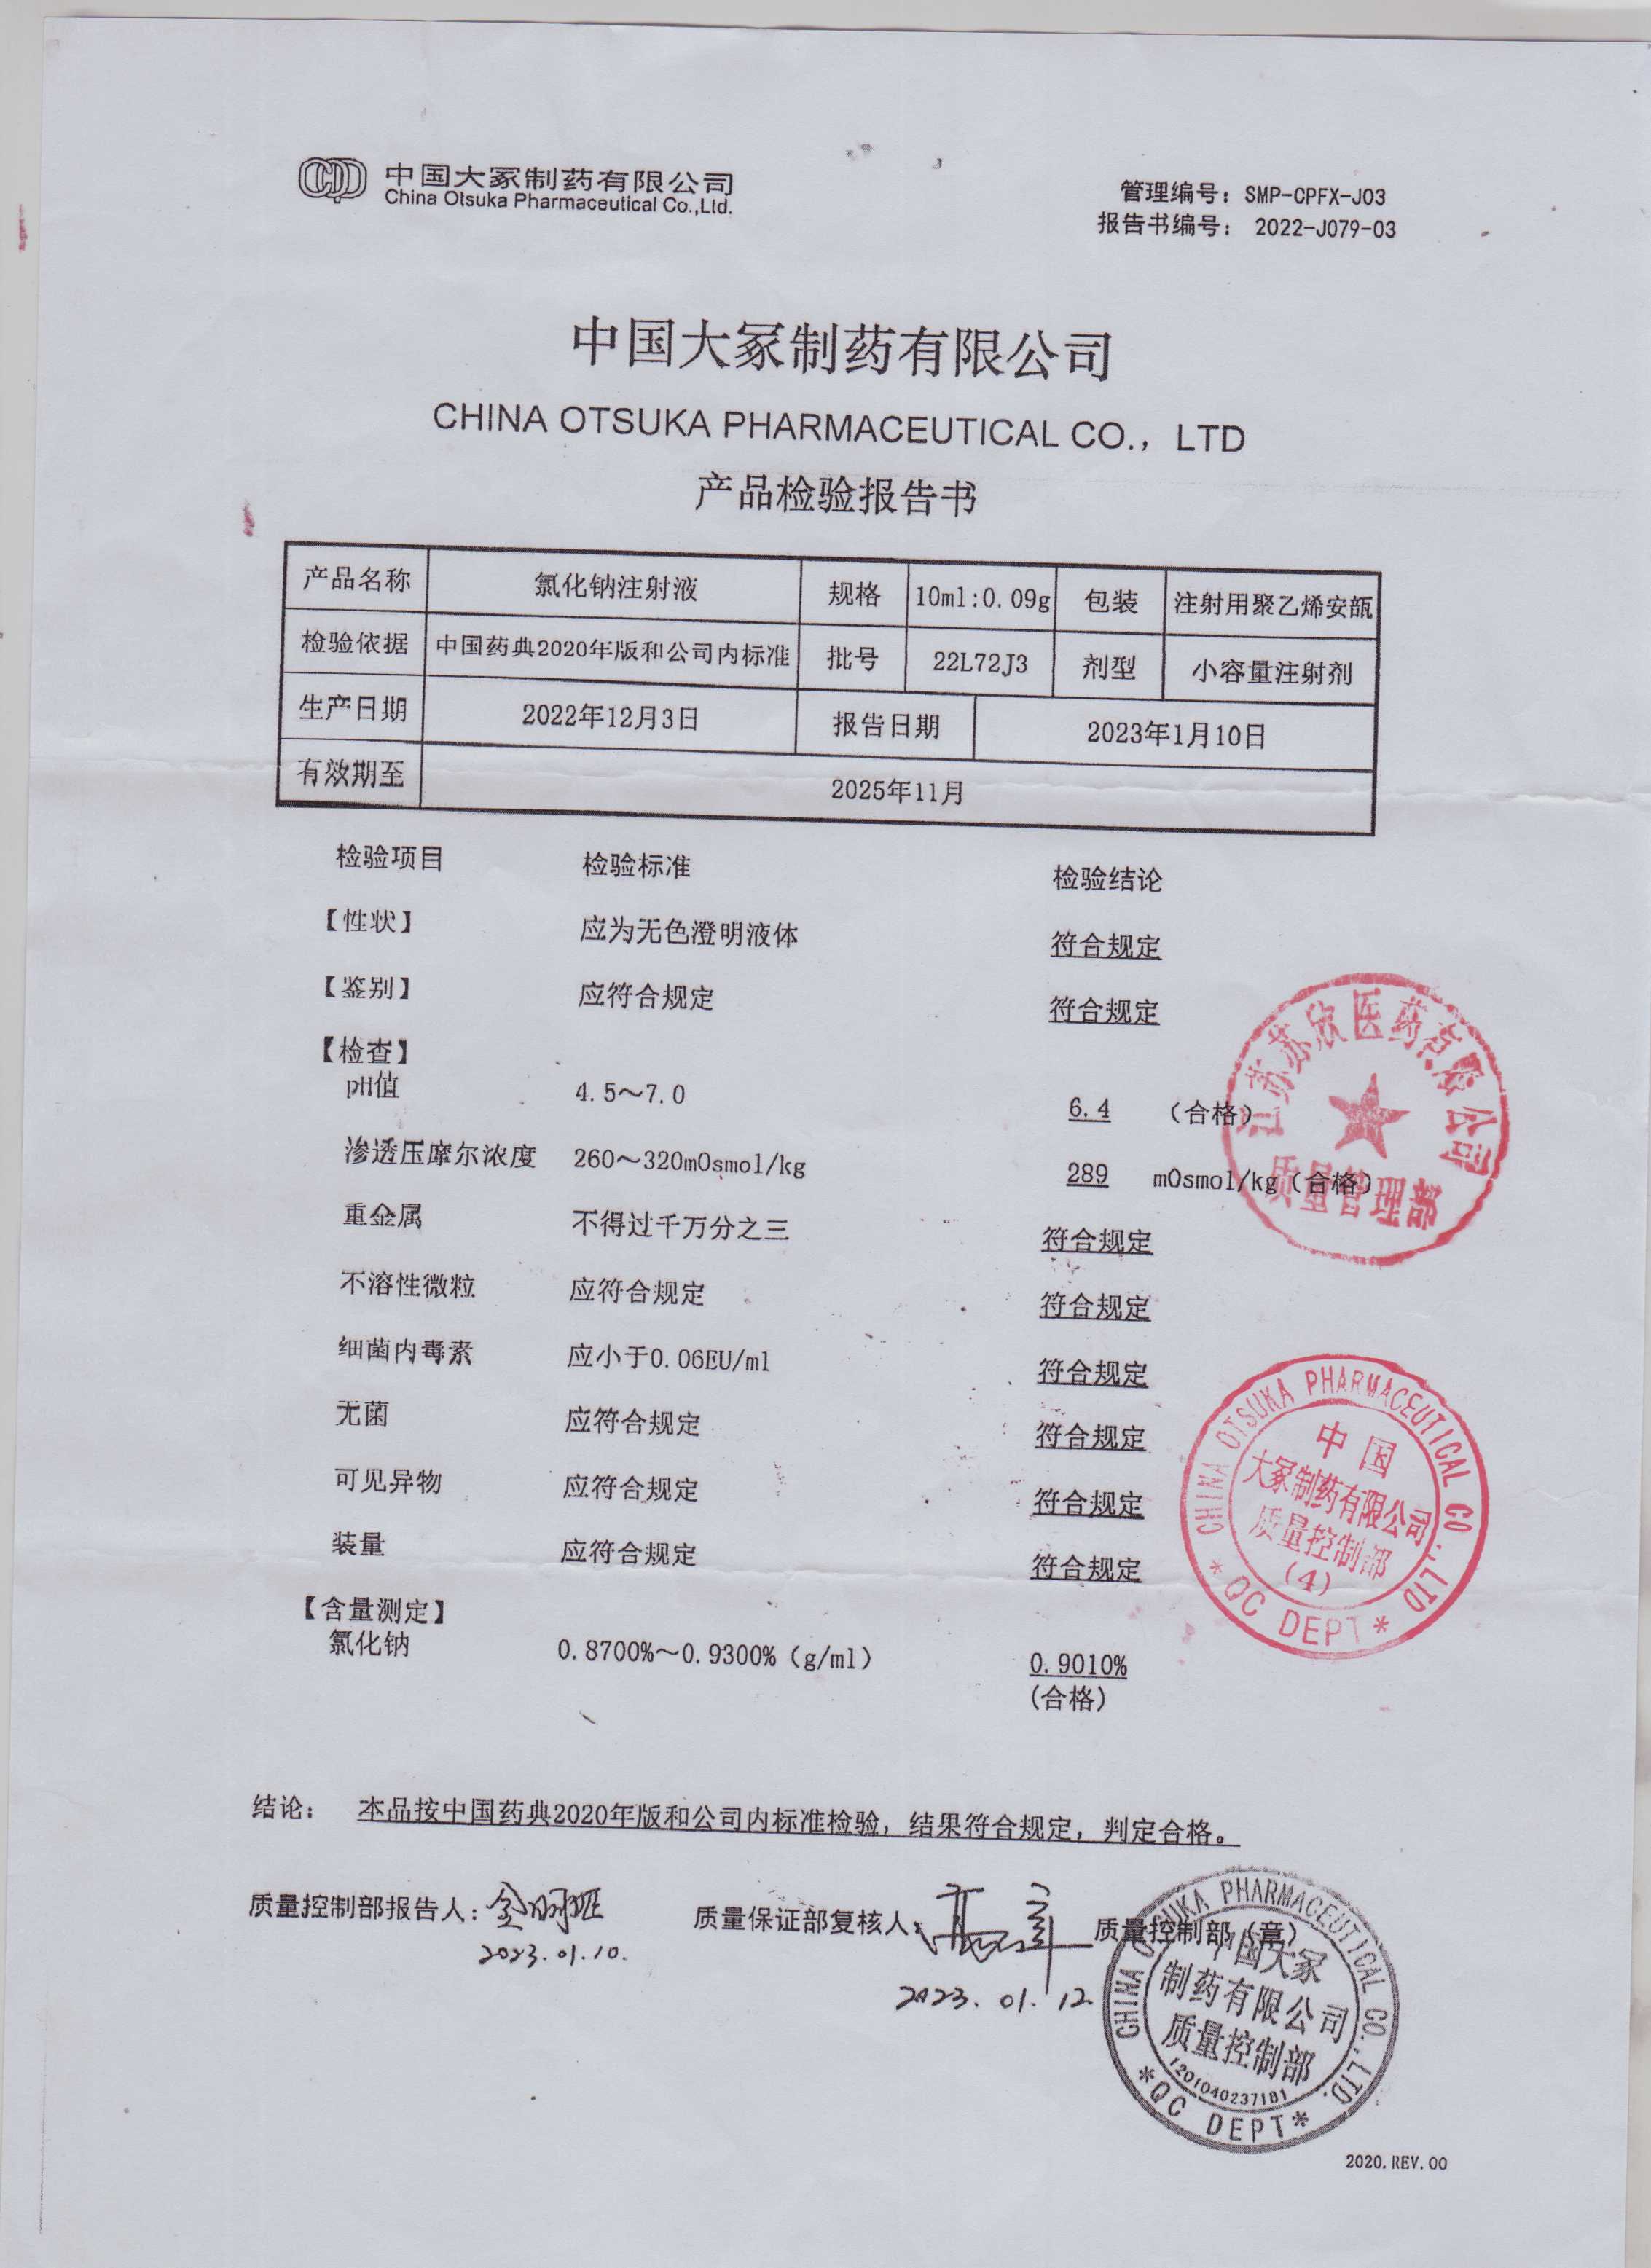 中国大冢制药有限公司
China Otsuka Pharmaceutical Co.,Ltd.
管理编号：SMP-CPFX-J03
报告书编号： 2022-J079-03
中国大冢制药有限公司
CHINA OTSUKA PHARMACEUTICAL CO.，LTD
产品检验报告书
产品名称 氯化钠注射液 规格 10ml:0.09g 包装 注射用聚乙烯安瓿
检验依据 中国药典2020年版和公司内标准 批号 22L72J3 剂型 小容量注射剂
生产日期 2022年12月3日 报告日期 2023年1月10日
有效期至 2025年11月
检验项目 检验标准 检验结论
【性状】 应为无色澄明液体 符合规定
【鉴别】 应符合规定 符合规定
【检查】
pH值 4.5～7.0 6.4 （合格）
渗透压摩尔浓度 260～320mOsmol/kg 289 mOsmol/kg（合格）
重金属 不得过千万分之三 符合规定
不溶性微粒 应符合规定 符合规定
细菌内毒素 应小于0.06EU/ml 符合规定
无菌 应符合规定 符合规定
可见异物 应符合规定 符合规定
装量 应符合规定 符合规定
【含量测定】
氯化钠 0.8700%～0.9300%（g/ml） 0.9010%
(合格)
江苏苏欣医药有限公司
质量管理部
CHINA OTSUKA PHARMACEUTICAL CO.,LTD
中国
大冢制药有限公司
质量控制部
(4)
*QC DEPT*
结论： 本品按中国药典2020年版和公司内标准检验，结果符合规定，判定合格。
质量控制部报告人： 质量保证部复核人： 质量控制部（章）
2023.01.10.
2023.01.12
CHINA OTSUKA PHARMACEUTICAL CO.,LTD.
中国大冢
制药有限公司
质量控制部
1201040237181
*QC DEPT*
2020.REV.00